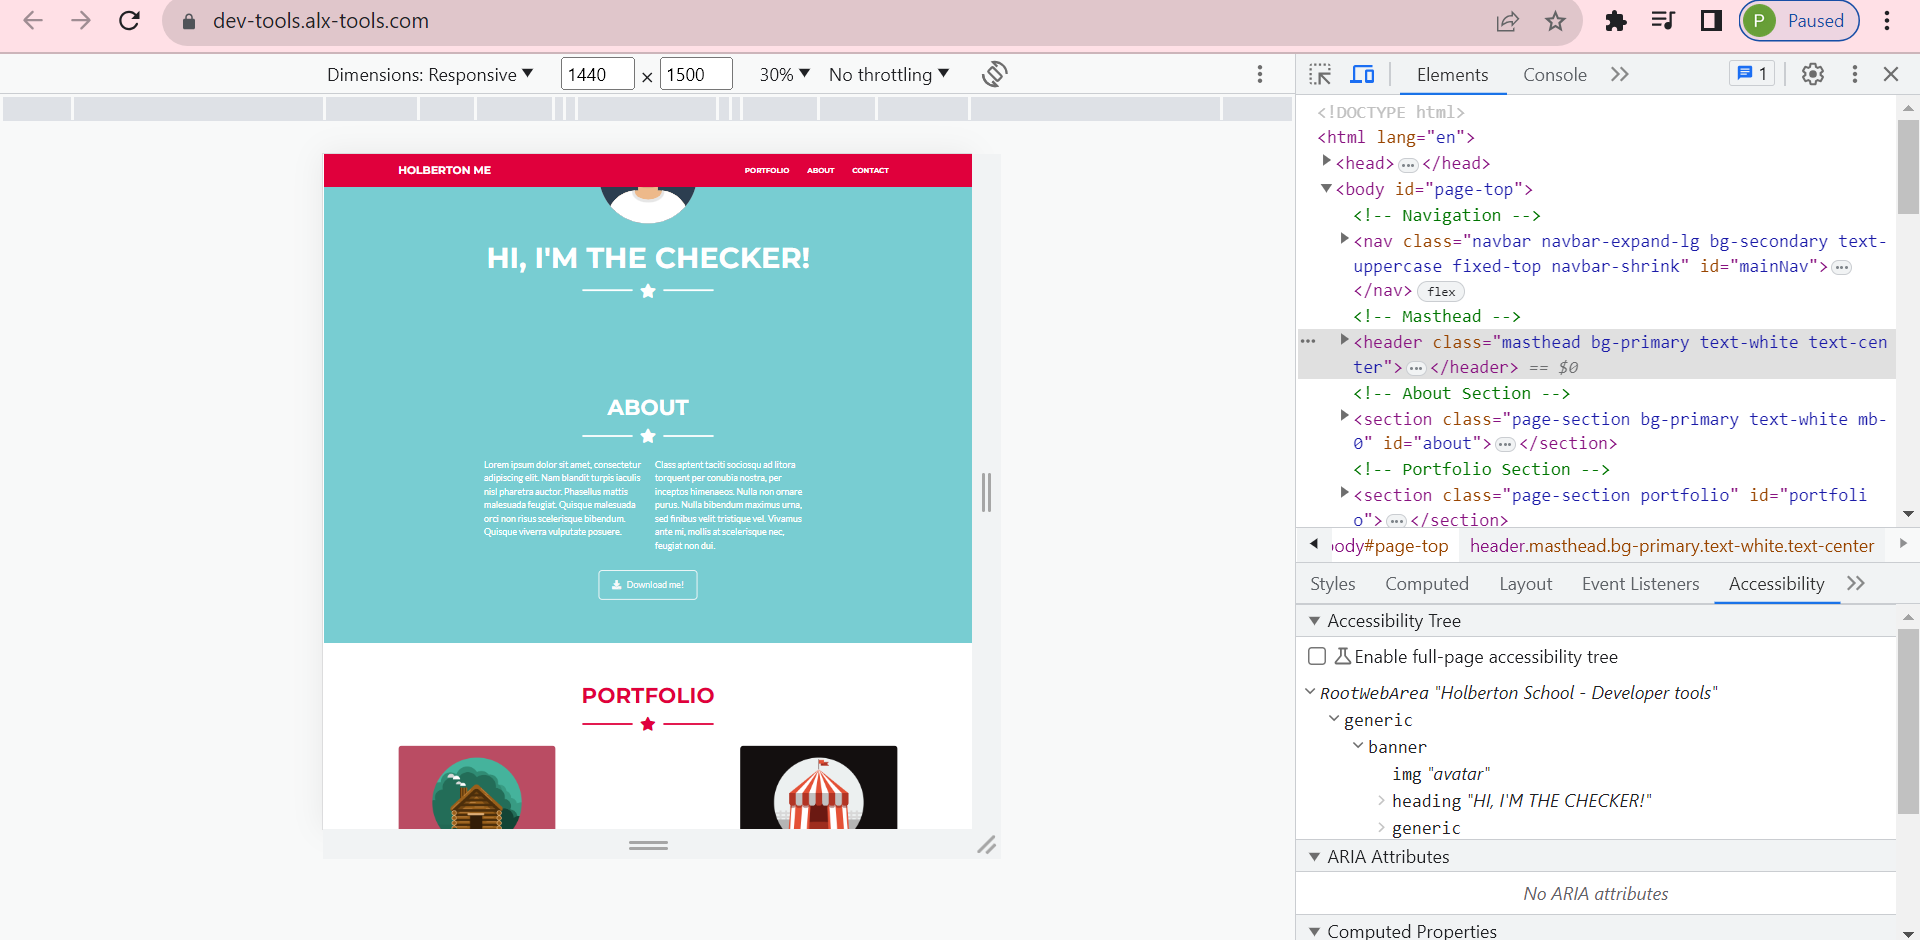 dev-tools.alx-tools.com
P Paused
Dimensions: Responsive 1440 × 1500 30% No throttling
HOLBERTON ME PORTFOLIO ABOUT CONTACT
HI, I'M THE CHECKER!
ABOUT
Lorem ipsum dolor sit amet, consectetur
adipiscing elit. Nam blandit turpis iaculis
nisl pharetra auctor. Phasellus mattis
malesuada feugiat. Quisque malesuada
orci non risus scelerisque bibendum.
Quisque viverra vulputate posuere.
Class aptent taciti sociosqu ad litora
torquent per conubia nostra, per
inceptos himenaeos. Nulla non ornare
purus. Nulla bibendum maximus urna,
sed finibus velit tristique vel. Vivamus
ante mi, mollis at scelerisque nec,
feugiat non dui.
Download me!
PORTFOLIO
Elements Console 1
<!DOCTYPE html>
<html lang="en">
<head>…</head>
<body id="page-top">
<!-- Navigation -->
<nav class="navbar navbar-expand-lg bg-secondary text-
uppercase fixed-top navbar-shrink" id="mainNav">…
</nav> flex
<!-- Masthead -->
<header class="masthead bg-primary text-white text-cen
ter">…</header> == $0
<!-- About Section -->
<section class="page-section bg-primary text-white mb-
0" id="about">…</section>
<!-- Portfolio Section -->
<section class="page-section portfolio" id="portfoli
o">…</section>
ody#page-top header.masthead.bg-primary.text-white.text-center
Styles Computed Layout Event Listeners Accessibility
Accessibility Tree
Enable full-page accessibility tree
RootWebArea "Holberton School - Developer tools"
generic
banner
img "avatar"
heading "HI, I'M THE CHECKER!"
generic
ARIA Attributes
No ARIA attributes
Computed Properties